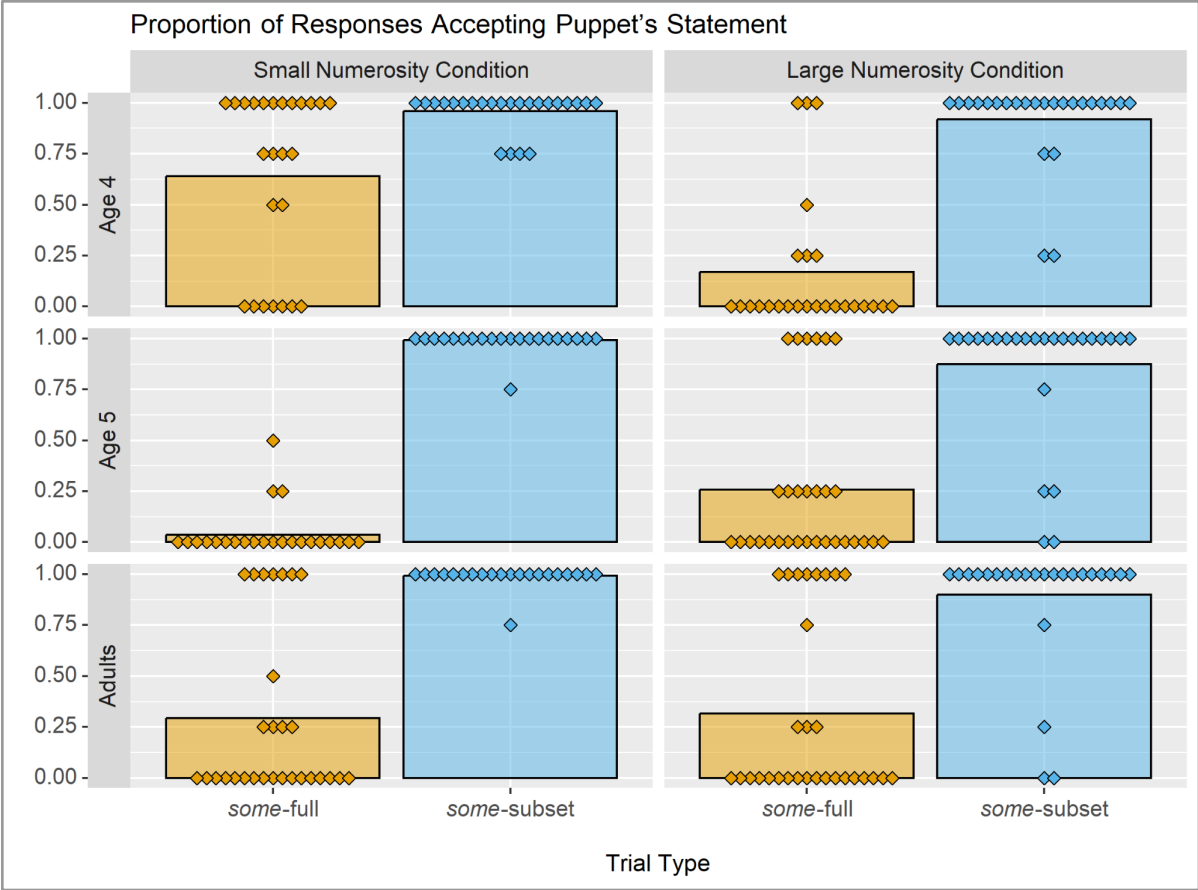 Proportion of Responses Accepting Puppet’s Statement
Small Numerosity Condition
Large Numerosity Condition
Age 4
1.00
0.75
0.50
0.25
0.00
Age 5
1.00
0.75
0.50
0.25
0.00
Adults
1.00
0.75
0.50
0.25
0.00
some-full
some-subset
some-full
some-subset
Trial Type